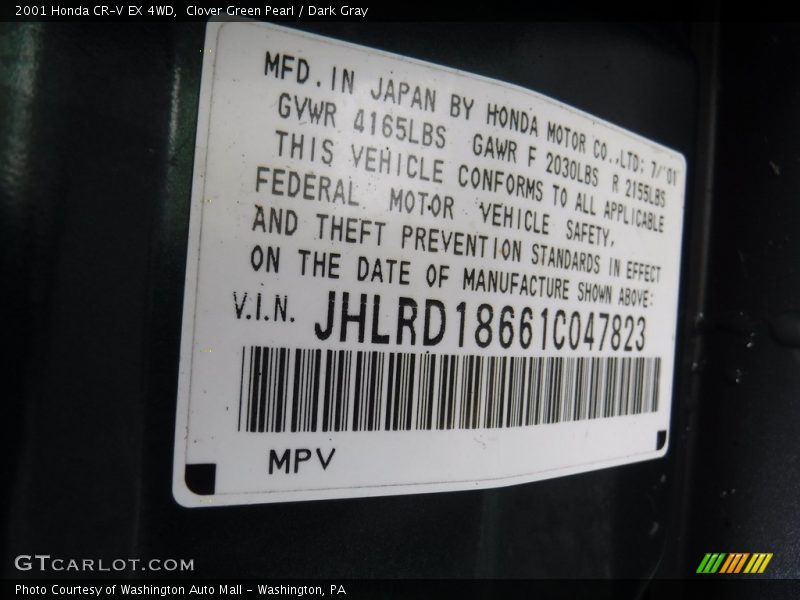 2001 Honda CR-V EX 4WD, Clover Green Pearl / Dark Gray
MFD. IN JAPAN BY HONDA MOTOR CO., LTD; 7/'01
GVWR 4165LBS GAWR F 2030LBS R 2155LBS
THIS VEHICLE CONFORMS TO ALL APPLICABLE
FEDERAL MOTOR VEHICLE SAFETY,
AND THEFT PREVENTION STANDARDS IN EFFECT
ON THE DATE OF MANUFACTURE SHOWN ABOVE:
V.I.N. JHLRD18661C047823
MPV
GTCARLOT.COM
Photo Courtesy of Washington Auto Mall - Washington, PA